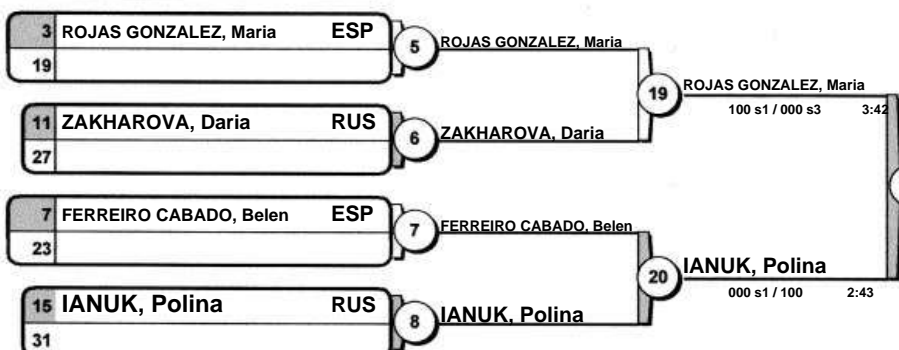 3 ROJAS GONZALEZ, Maria ESP
19
5 ROJAS GONZALEZ, Maria
11 ZAKHAROVA, Daria RUS
27
6 ZAKHAROVA, Daria
19 ROJAS GONZALEZ, Maria
100 s1 / 000 s3 3:42
7 FERREIRO CABADO, Belen ESP
23
7 FERREIRO CABADO, Belen
15 IANUK, Polina RUS
31
8 IANUK, Polina
20 IANUK, Polina
000 s1 / 100 2:43